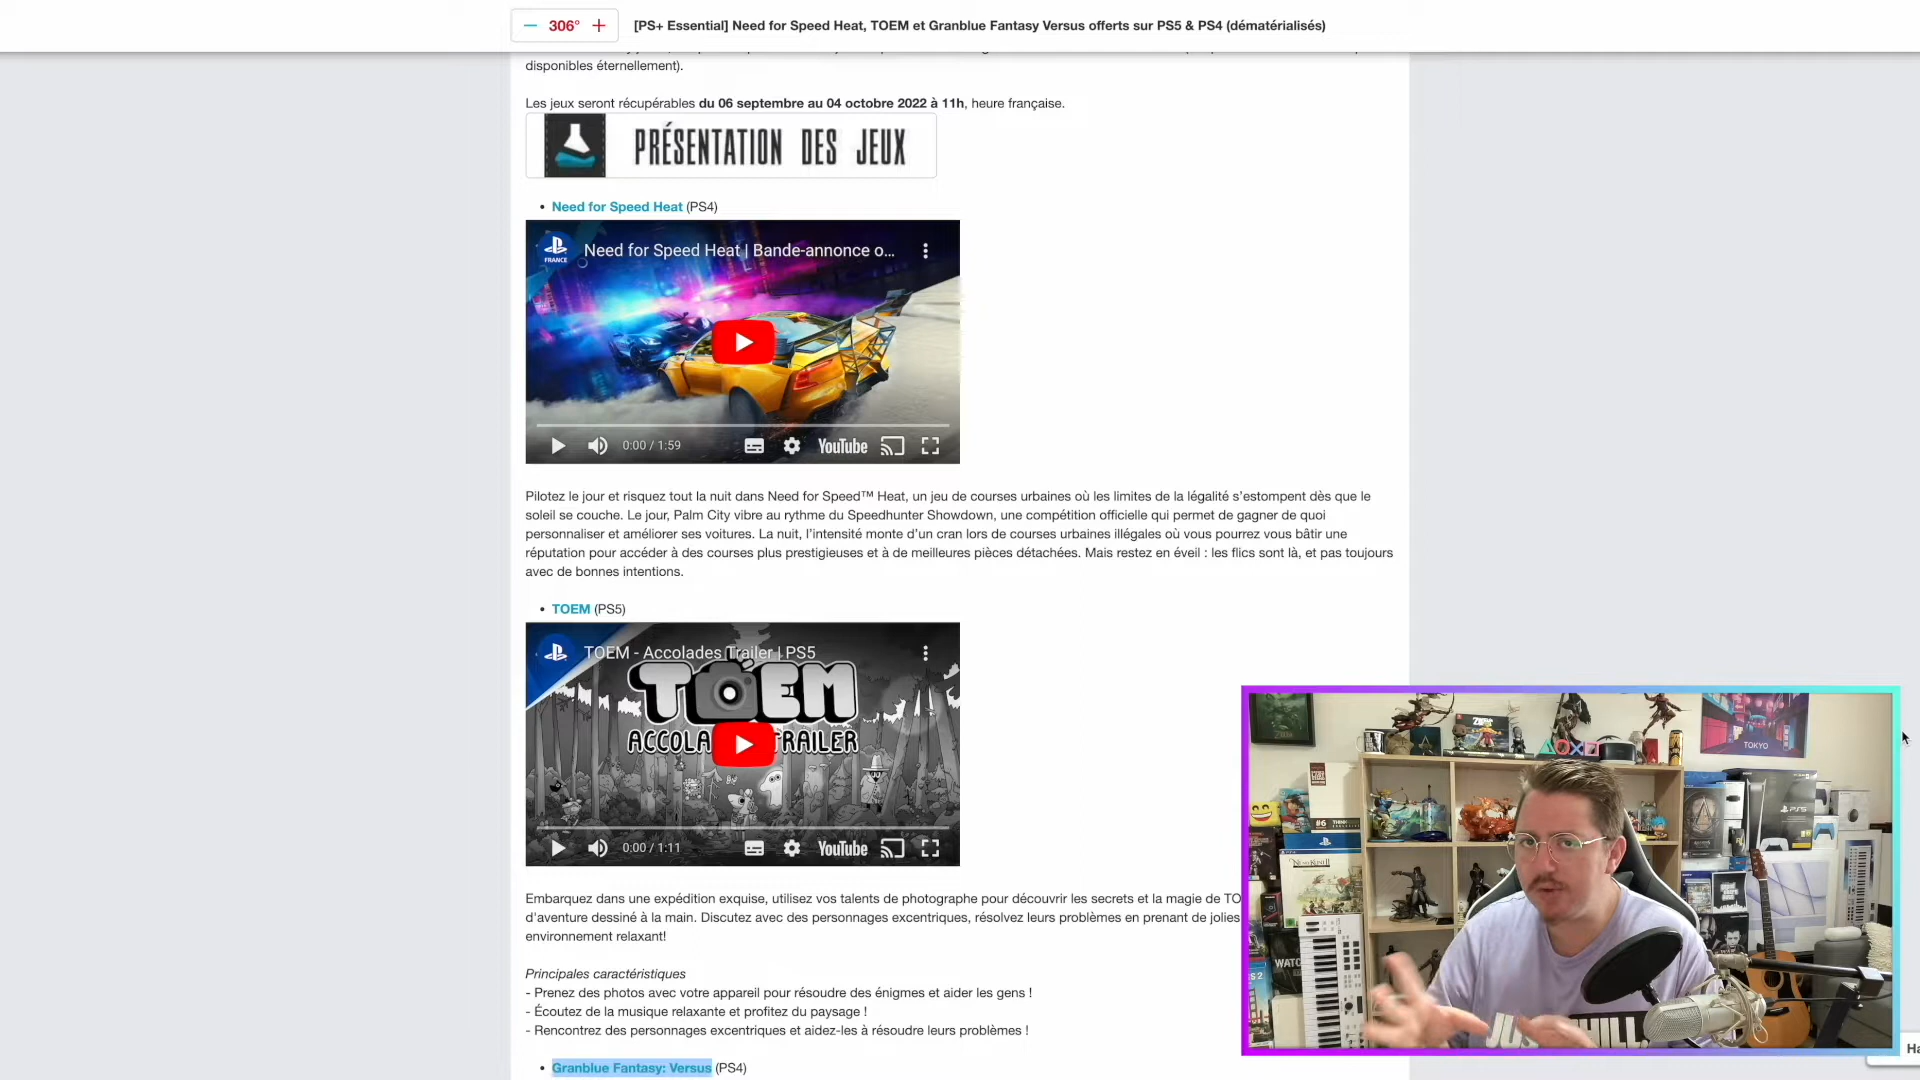 306°
[PS+ Essential] Need for Speed Heat, TOEM et Granblue Fantasy Versus offerts sur PS5 & PS4 (dématérialisés)
disponibles éternellement).
Les jeux seront récupérables du 06 septembre au 04 octobre 2022 à 11h, heure française.
PRÉSENTATION DES JEUX
• Need for Speed Heat (PS4)
FRANCE
Need for Speed Heat | Bande-annonce o...
0:00 / 1:59
YouTube
Pilotez le jour et risquez tout la nuit dans Need for Speed™ Heat, un jeu de courses urbaines où les limites de la légalité s'estompent dès que le
soleil se couche. Le jour, Palm City vibre au rythme du Speedhunter Showdown, une compétition officielle qui permet de gagner de quoi
personnaliser et améliorer ses voitures. La nuit, l'intensité monte d'un cran lors de courses urbaines illégales où vous pourrez vous bâtir une
réputation pour accéder à des courses plus prestigieuses et à de meilleures pièces détachées. Mais restez en éveil : les flics sont là, et pas toujours
avec de bonnes intentions.
• TOEM (PS5)
TOEM - Accolades Trailer | PS5
TOEM
TRAILER
0:00 / 1:11
YouTube
Embarquez dans une expédition exquise, utilisez vos talents de photographe pour découvrir les secrets et la magie de TO
d'aventure dessiné à la main. Discutez avec des personnages excentriques, résolvez leurs problèmes en prenant de jolies
environnement relaxant!
Principales caractéristiques
- Prenez des photos avec votre appareil pour résoudre des énigmes et aider les gens !
- Écoutez de la musique relaxante et profitez du paysage !
- Rencontrez des personnages excentriques et aidez-les à résoudre leurs problèmes !
• Granblue Fantasy: Versus (PS4)
TOKYO
PS5
#6
WATCH
Ha